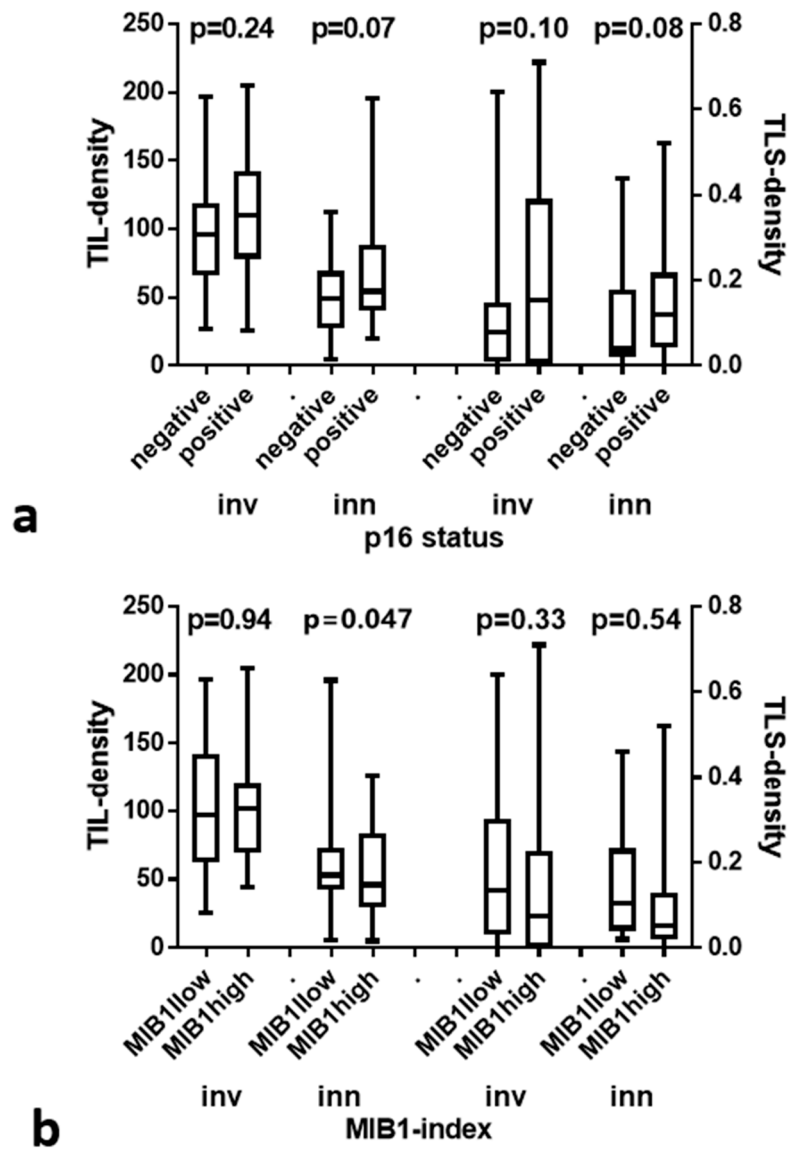 250 p=0.24 p=0.07 p=0.10 p=0.08 0.8
200
0.6
150
0.4
100
0.2
50
0 0.0
TIL-density
TLS-density
negative positive . negative positive . . negative positive . negative positive
inv inn inv inn
a
p16 status
250 p=0.94 p=0.047 p=0.33 p=0.54 0.8
200
0.6
150
0.4
100
0.2
50
0 0.0
TIL-density
TLS-density
MIB1low MIB1high . MIB1low MIB1high . . MIB1low MIB1high . MIB1low MIB1high
inv inn inv inn
b
MIB1-index